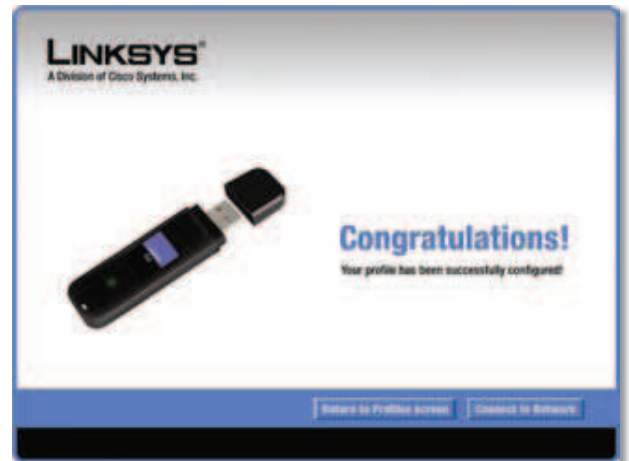 LINKSYS®
A Division of Cisco Systems, Inc.
Congratulations!
Your profile has been successfully configured!
Return to Profiles screen
Connect to Network